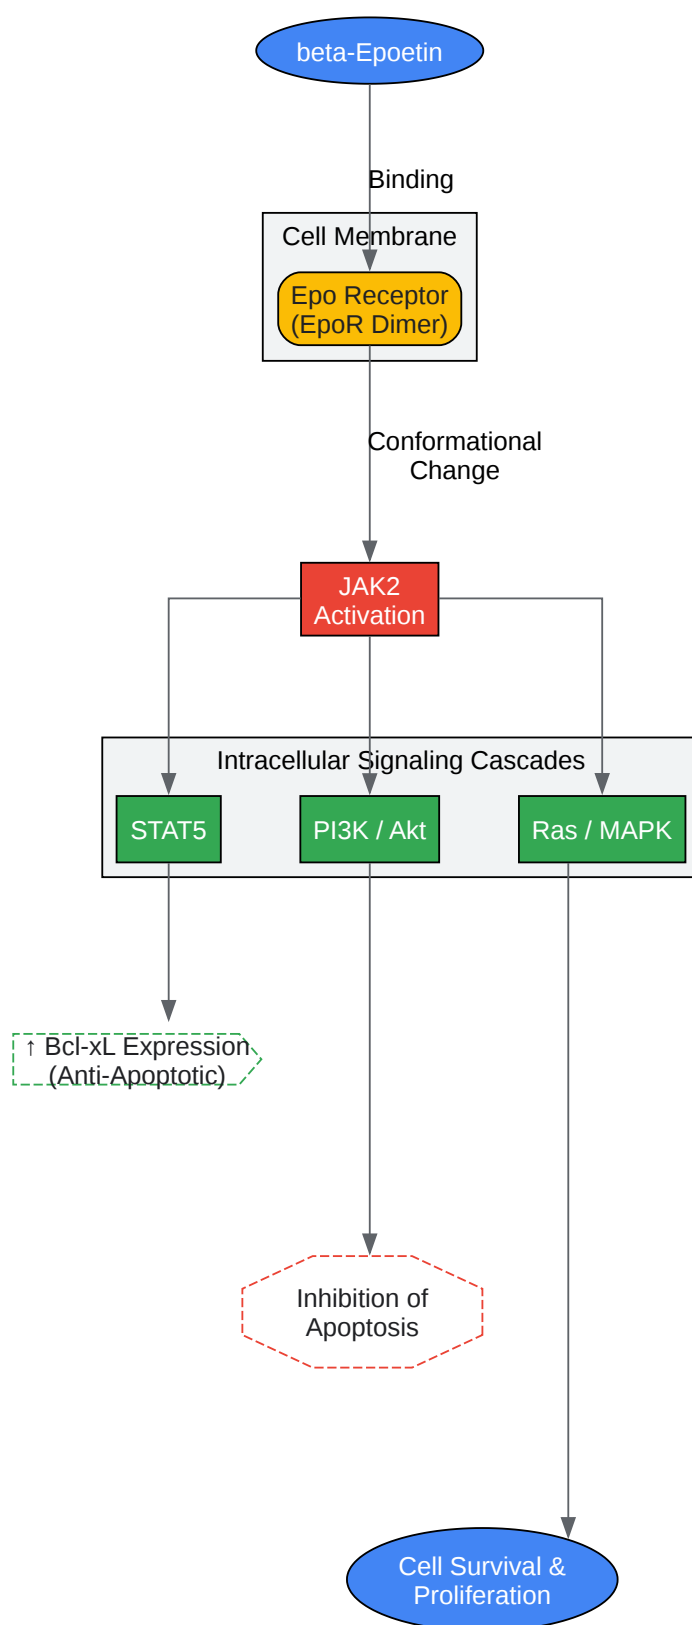 beta-Epoetin
Binding
Cell Membrane
Epo Receptor
(EpoR Dimer)
Conformational
Change
JAK2
Activation
Intracellular Signaling Cascades
STAT5
PI3K / Akt
Ras / MAPK
↑ Bcl-xL Expression
(Anti-Apoptotic)
Inhibition of
Apoptosis
Cell Survival &
Proliferation